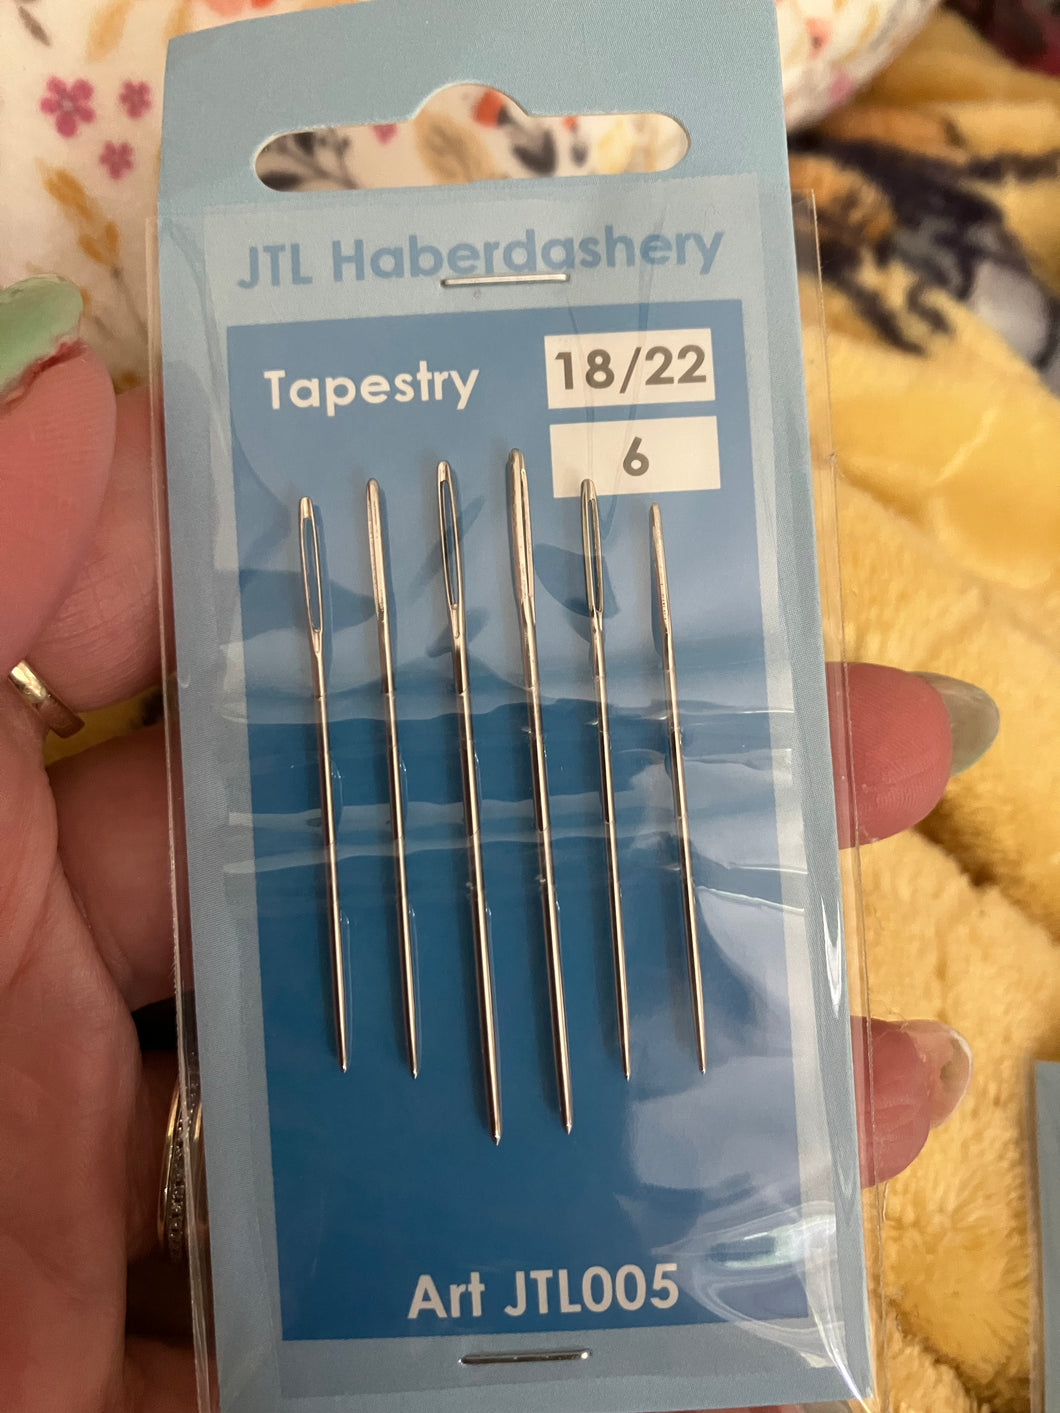 JTL Haberdashery
Tapestry
18/22
6
Art JTL005